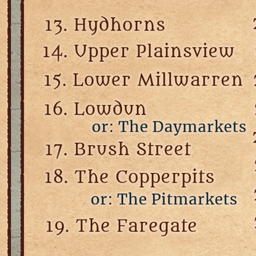 13. Hydhorns
14. Upper Plainsview
15. Lower Millwarren
16. Lowdun
or: The Daymarkets
17. Brush Street
18. The Copperpits
or: The Pitmarkets
19. The Faregate